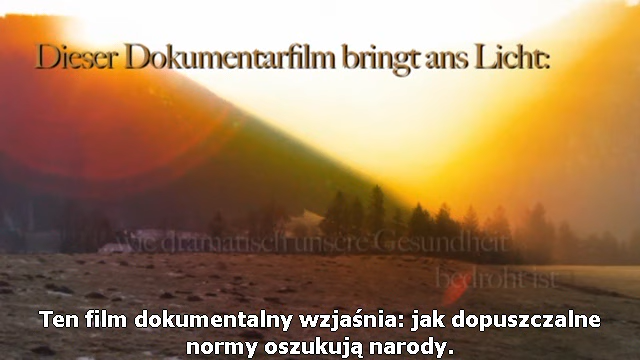 Dieser Dokumentarfilm bringt ans Licht:
wie dramatisch unsere Gesundheit
bedroht ist
Ten film dokumentalny wzjaśnia: jak dopuszczalne
normy oszukują narody.